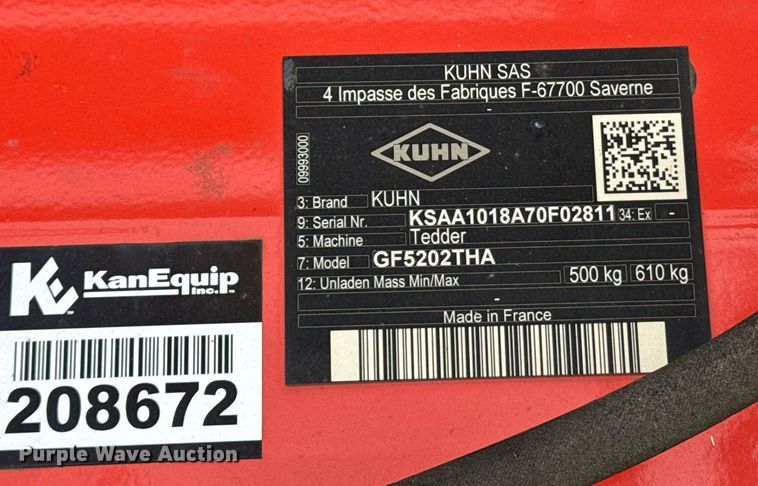 KUHN SAS
4 Impasse des Fabriques F-67700 Saverne
-
09993000
KUHN
3: Brand KUHN
9: Serial Nr. KSAA1018A70F02811 34: Ex -
5: Machine Tedder
7: Model GF5202THA
12: Unladen Mass Min/Max 500 kg 610 kg
-
Made in France
KE KanEquip
Inc.™
208672
Purple Wave Auction